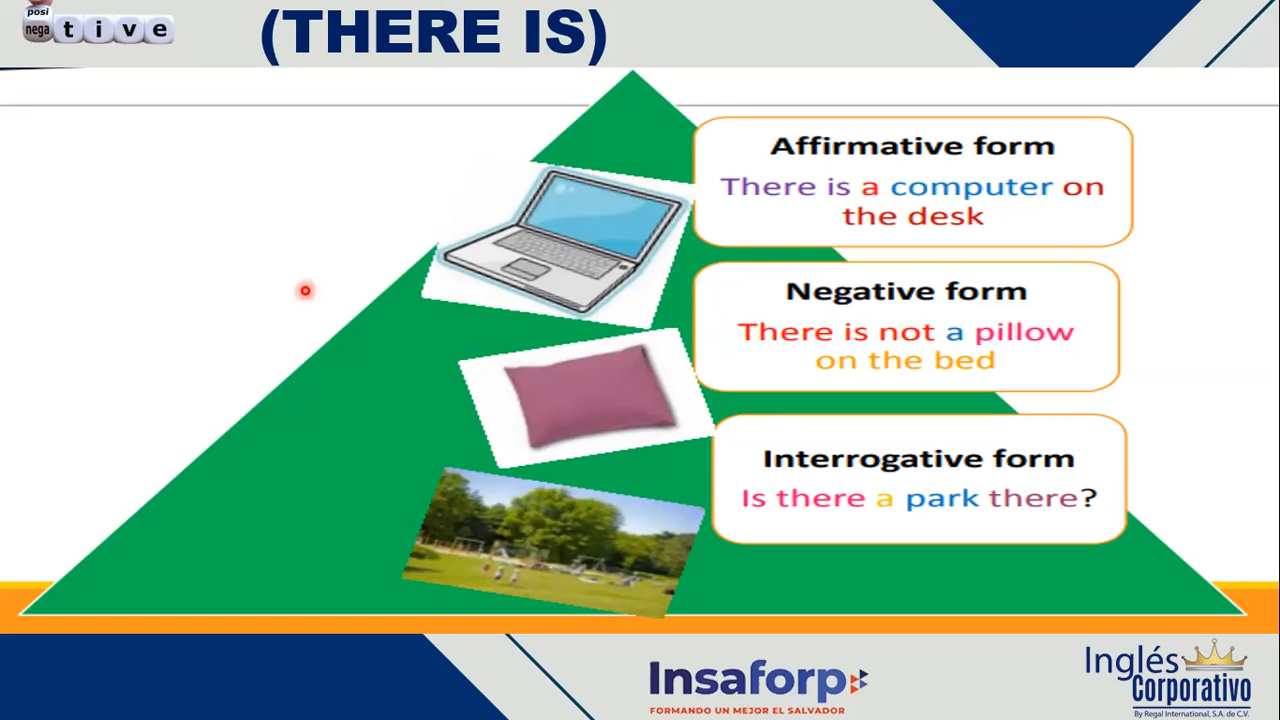 posi
nega tive
(THERE IS)
Affirmative form
There is a computer on
the desk
Negative form
There is not a pillow
on the bed
Interrogative form
Is there a park there?
Insaforp
FORMANDO UN MEJOR EL SALVADOR
Inglés
Corporativo
By Regal International, S.A. de C.V.